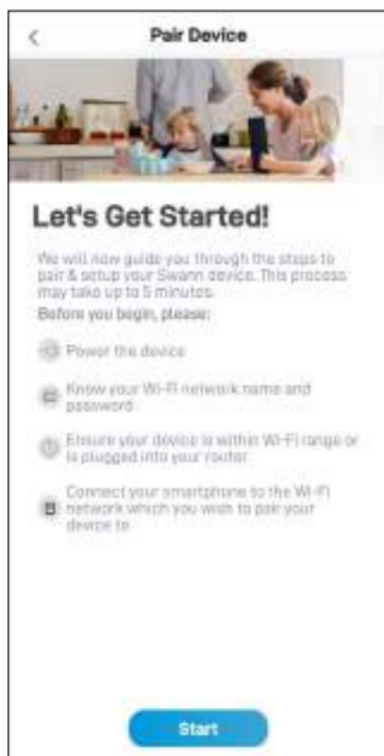 Pair Device
Let's Get Started!
We will now guide you through the steps to
pair & setup your Swann device. This process
may take up to 5 minutes.
Before you begin, please:
Power the device
Know your Wi-Fi network name and
password
Ensure your device is within Wi-Fi range or
is plugged into your router
Connect your smartphone to the Wi-Fi
network which you wish to pair your
device to
Start